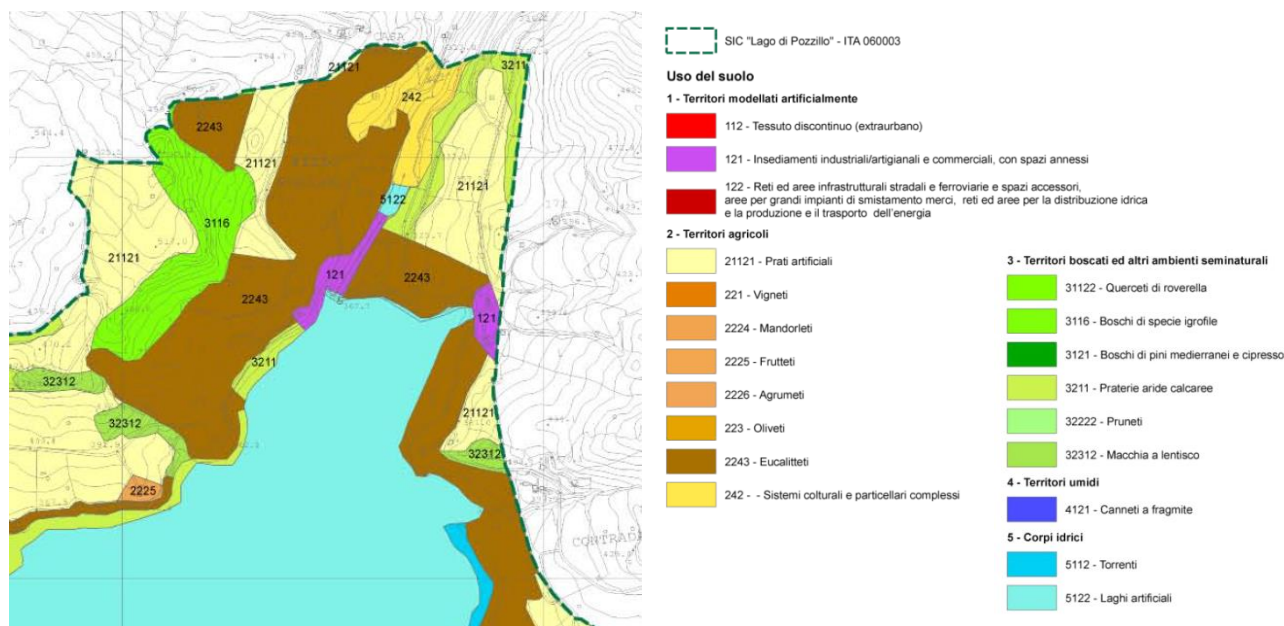 21121
3211
242
2243
21121
21121
5122
3116
21121
121
2243
2243
121
3211
32312
21121
32312
32312
2225
CONTRADA
SIC "Lago di Pozzillo" - ITA 060003
Uso del suolo
1 - Territori modellati artificialmente
112 - Tessuto discontinuo (extraurbano)
121 - Insediamenti industriali/artigianali e commerciali, con spazi annessi
122 - Reti ed aree infrastrutturali stradali e ferroviarie e spazi accessori,
aree per grandi impianti di smistamento merci, reti ed aree per la distribuzione idrica
e la produzione e il trasporto dell'energia
2 - Territori agricoli
21121 - Prati artificiali
221 - Vigneti
2224 - Mandorleti
2225 - Frutteti
2226 - Agrumeti
223 - Oliveti
2243 - Eucalitteti
242 - - Sistemi colturali e particellari complessi
3 - Territori boscati ed altri ambienti seminaturali
31122 - Querceti di roverella
3116 - Boschi di specie igrofile
3121 - Boschi di pini medierranei e cipresso
3211 - Praterie aride calcaree
32222 - Pruneti
32312 - Macchia a lentisco
4 - Territori umidi
4121 - Canneti a fragmite
5 - Corpi idrici
5112 - Torrenti
5122 - Laghi artificiali